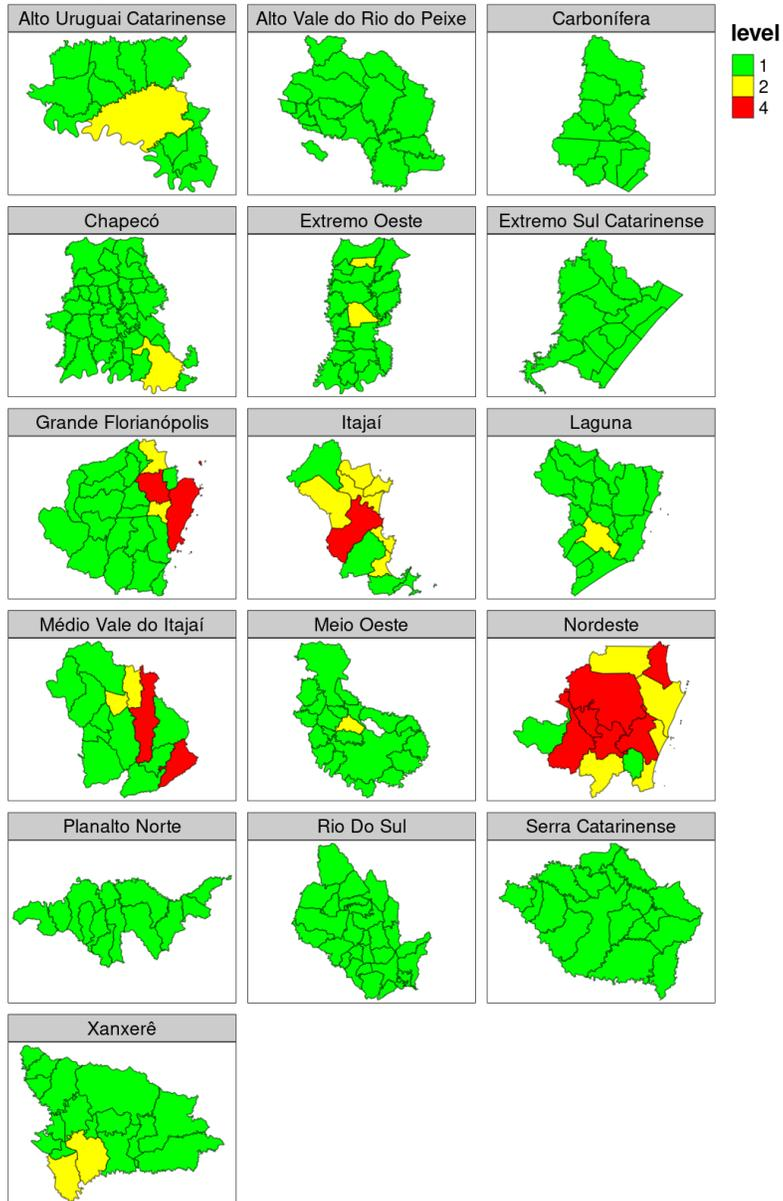 Alto Uruguai Catarinense
Alto Vale do Rio do Peixe
Carbonífera
level
1
2
4
Chapecó
Extremo Oeste
Extremo Sul Catarinense
Grande Florianópolis
Itajaí
Laguna
Médio Vale do Itajaí
Meio Oeste
Nordeste
Planalto Norte
Rio Do Sul
Serra Catarinense
Xanxerê